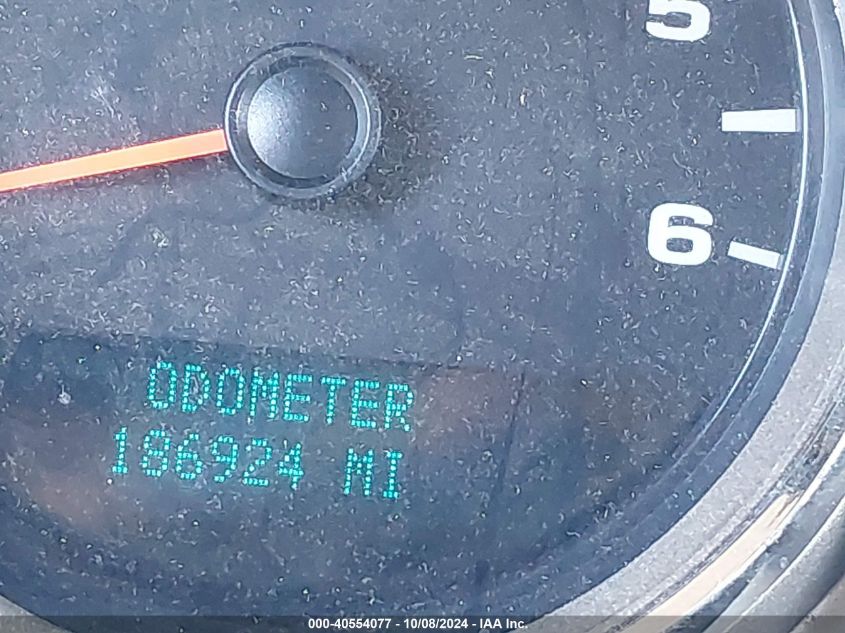 5
6
ODOMETER
186924 MI
000-40554077 - 10/08/2024 - IAA Inc.